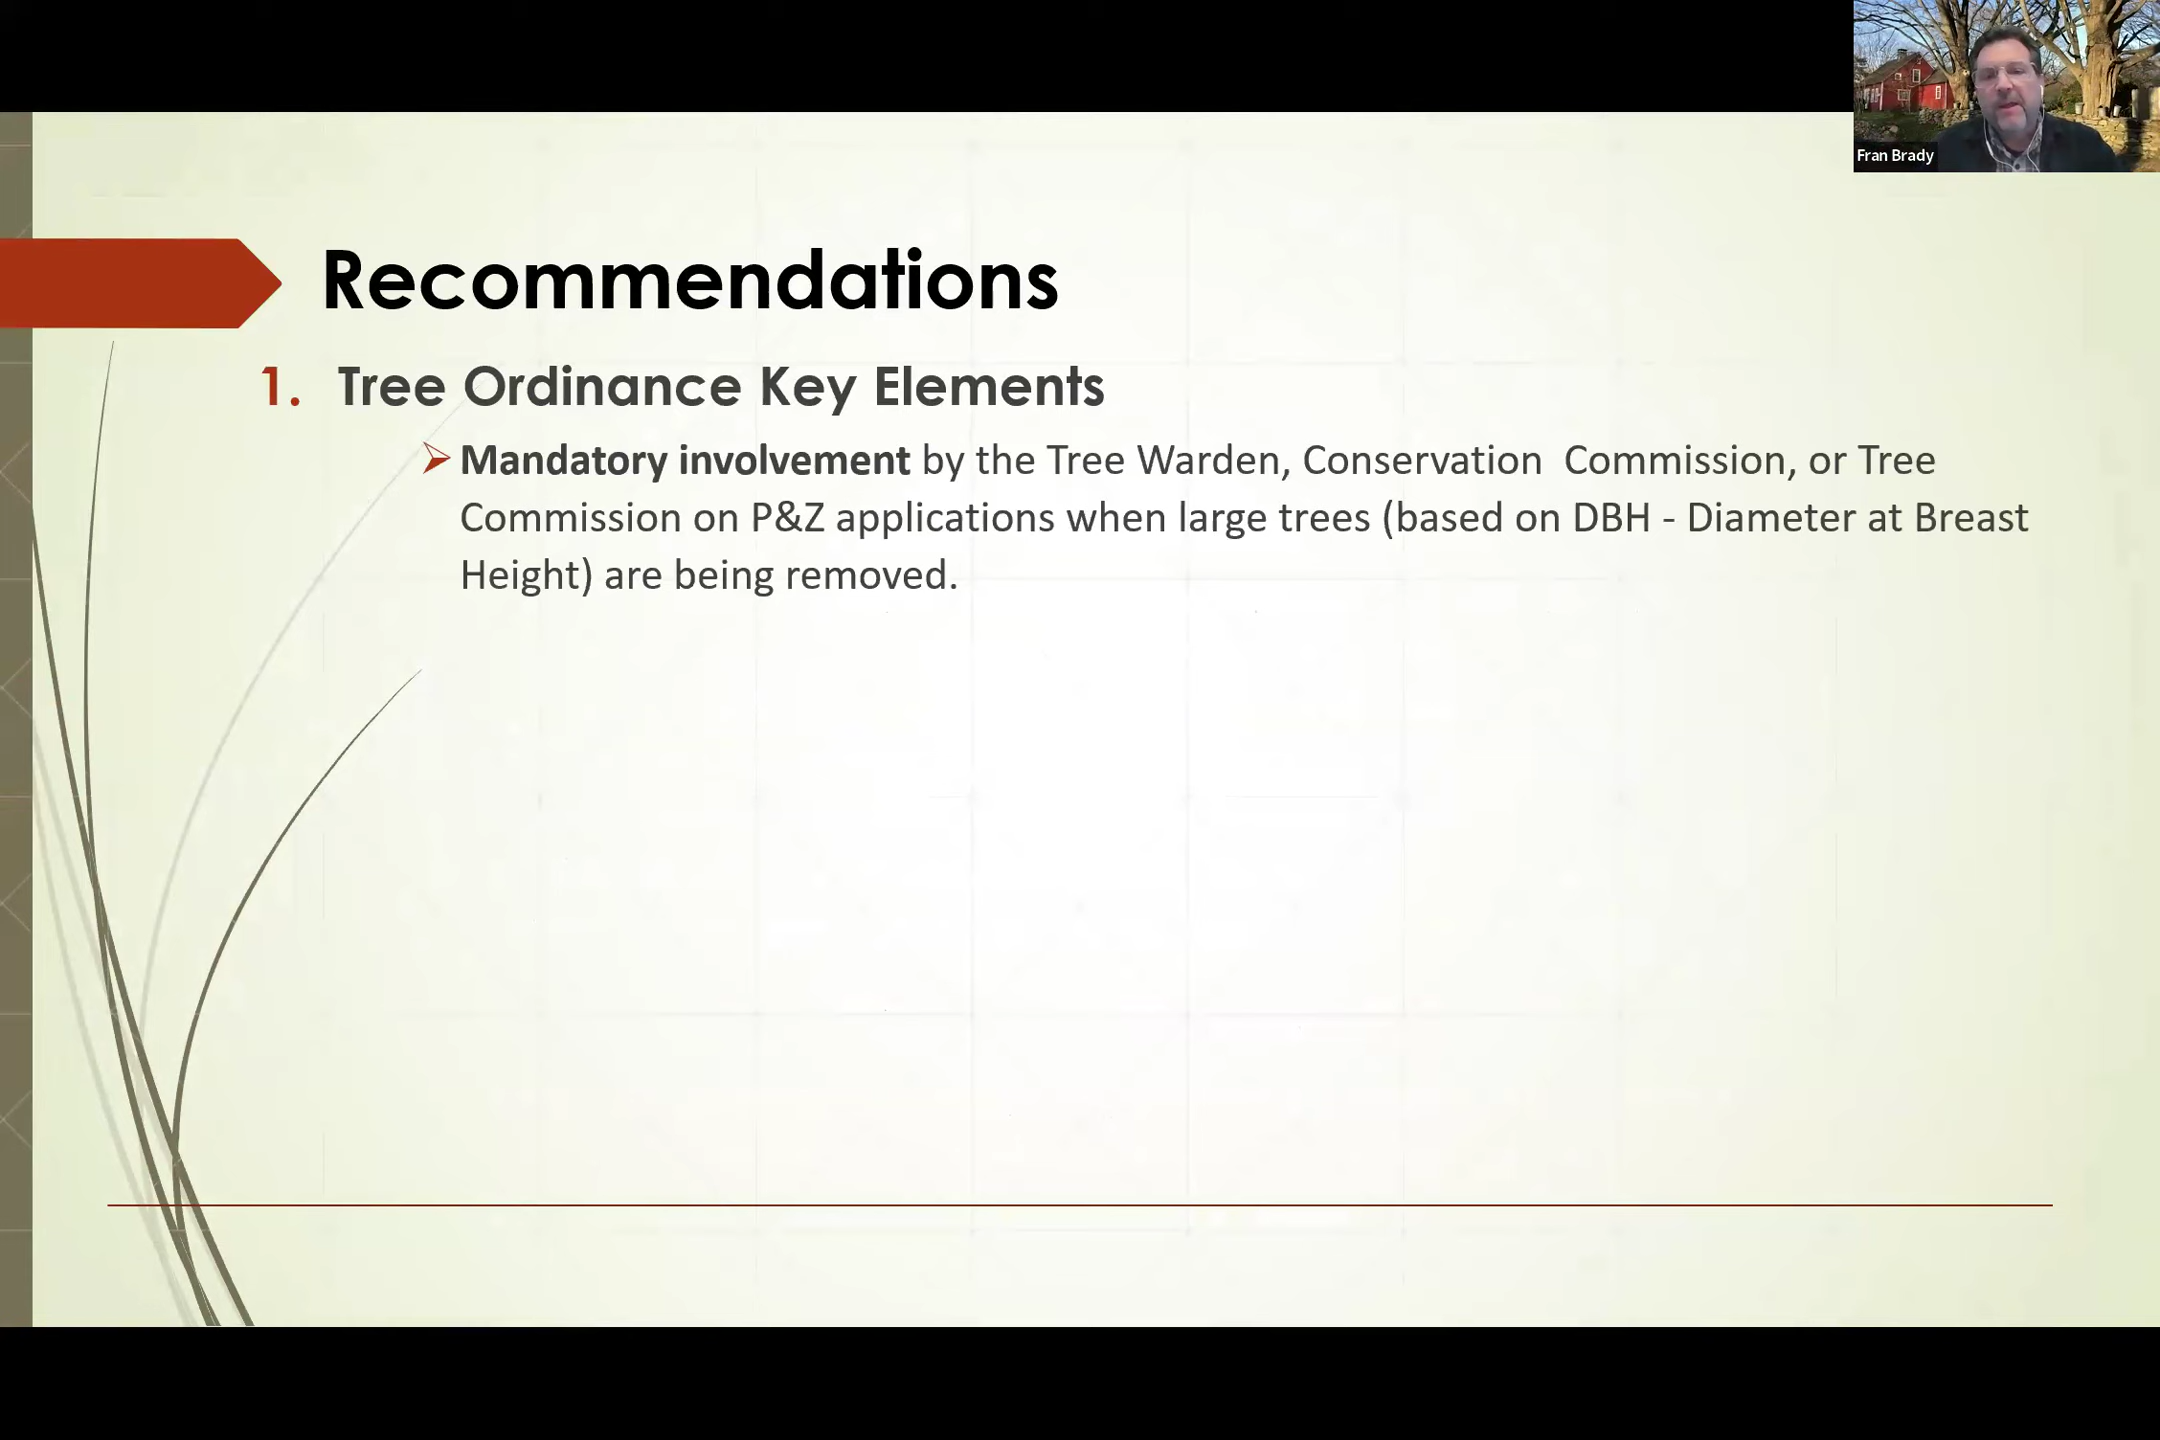 Fran Brady
Recommendations
1. Tree Ordinance Key Elements
Mandatory involvement by the Tree Warden, Conservation Commission, or Tree
Commission on P&Z applications when large trees (based on DBH - Diameter at Breast
Height) are being removed.